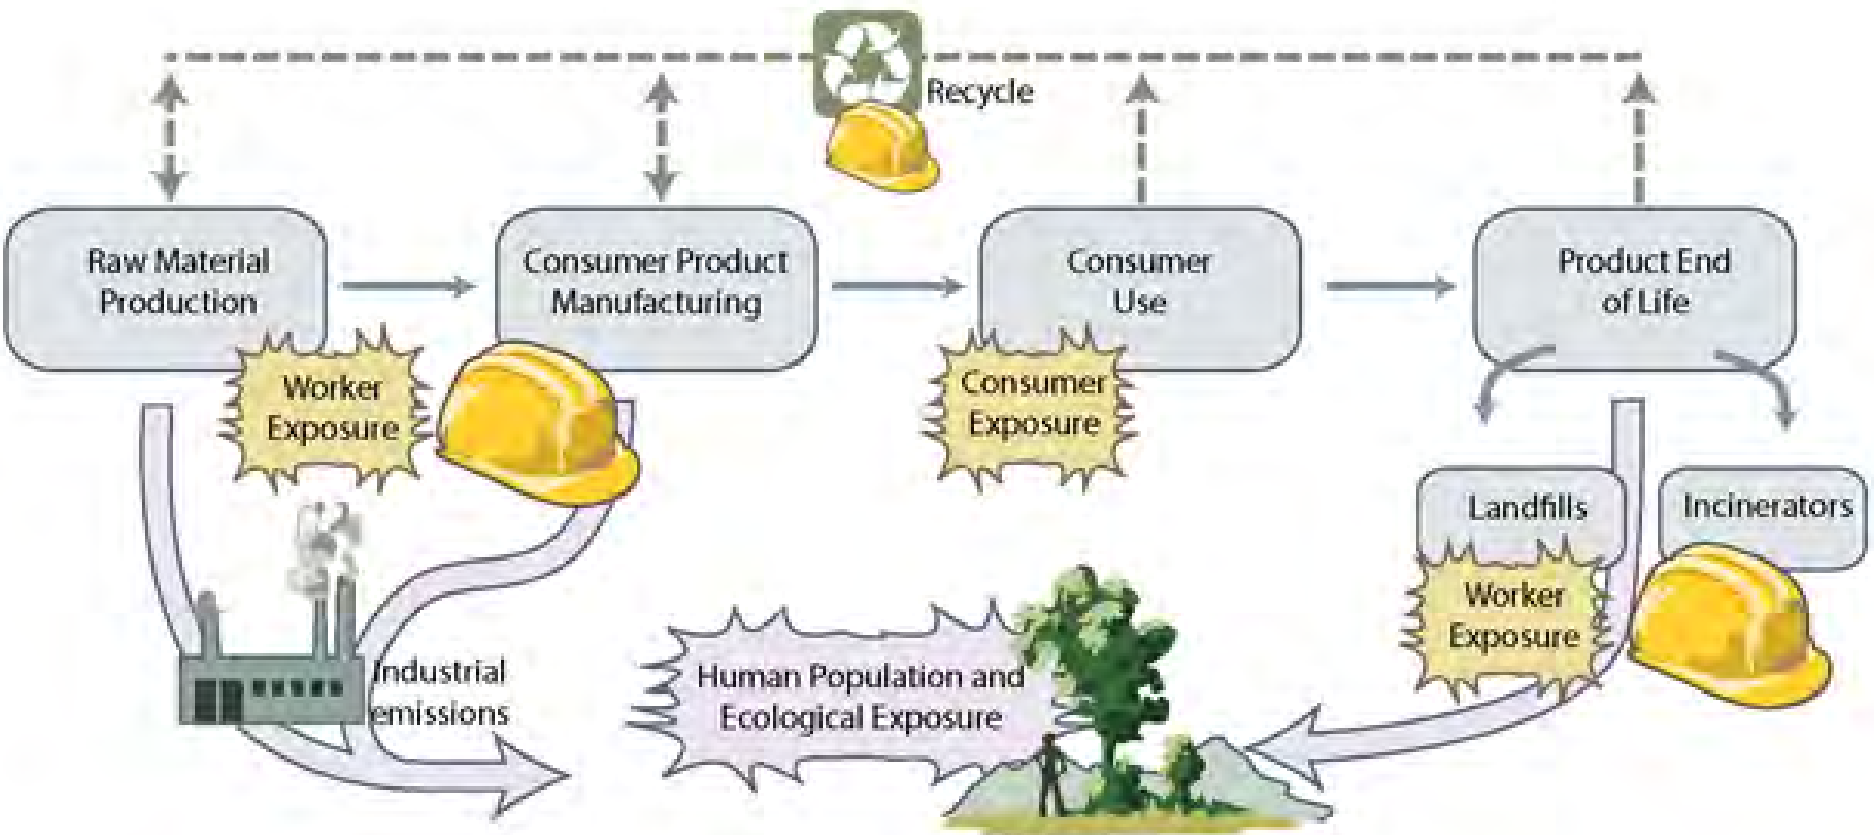 Recycle
Raw Material
Production
Consumer Product
Manufacturing
Consumer
Use
Product End
of Life
Worker
Exposure
Consumer
Exposure
Landfills
Incinerators
Worker
Exposure
Industrial
emissions
Human Population and
Ecological Exposure